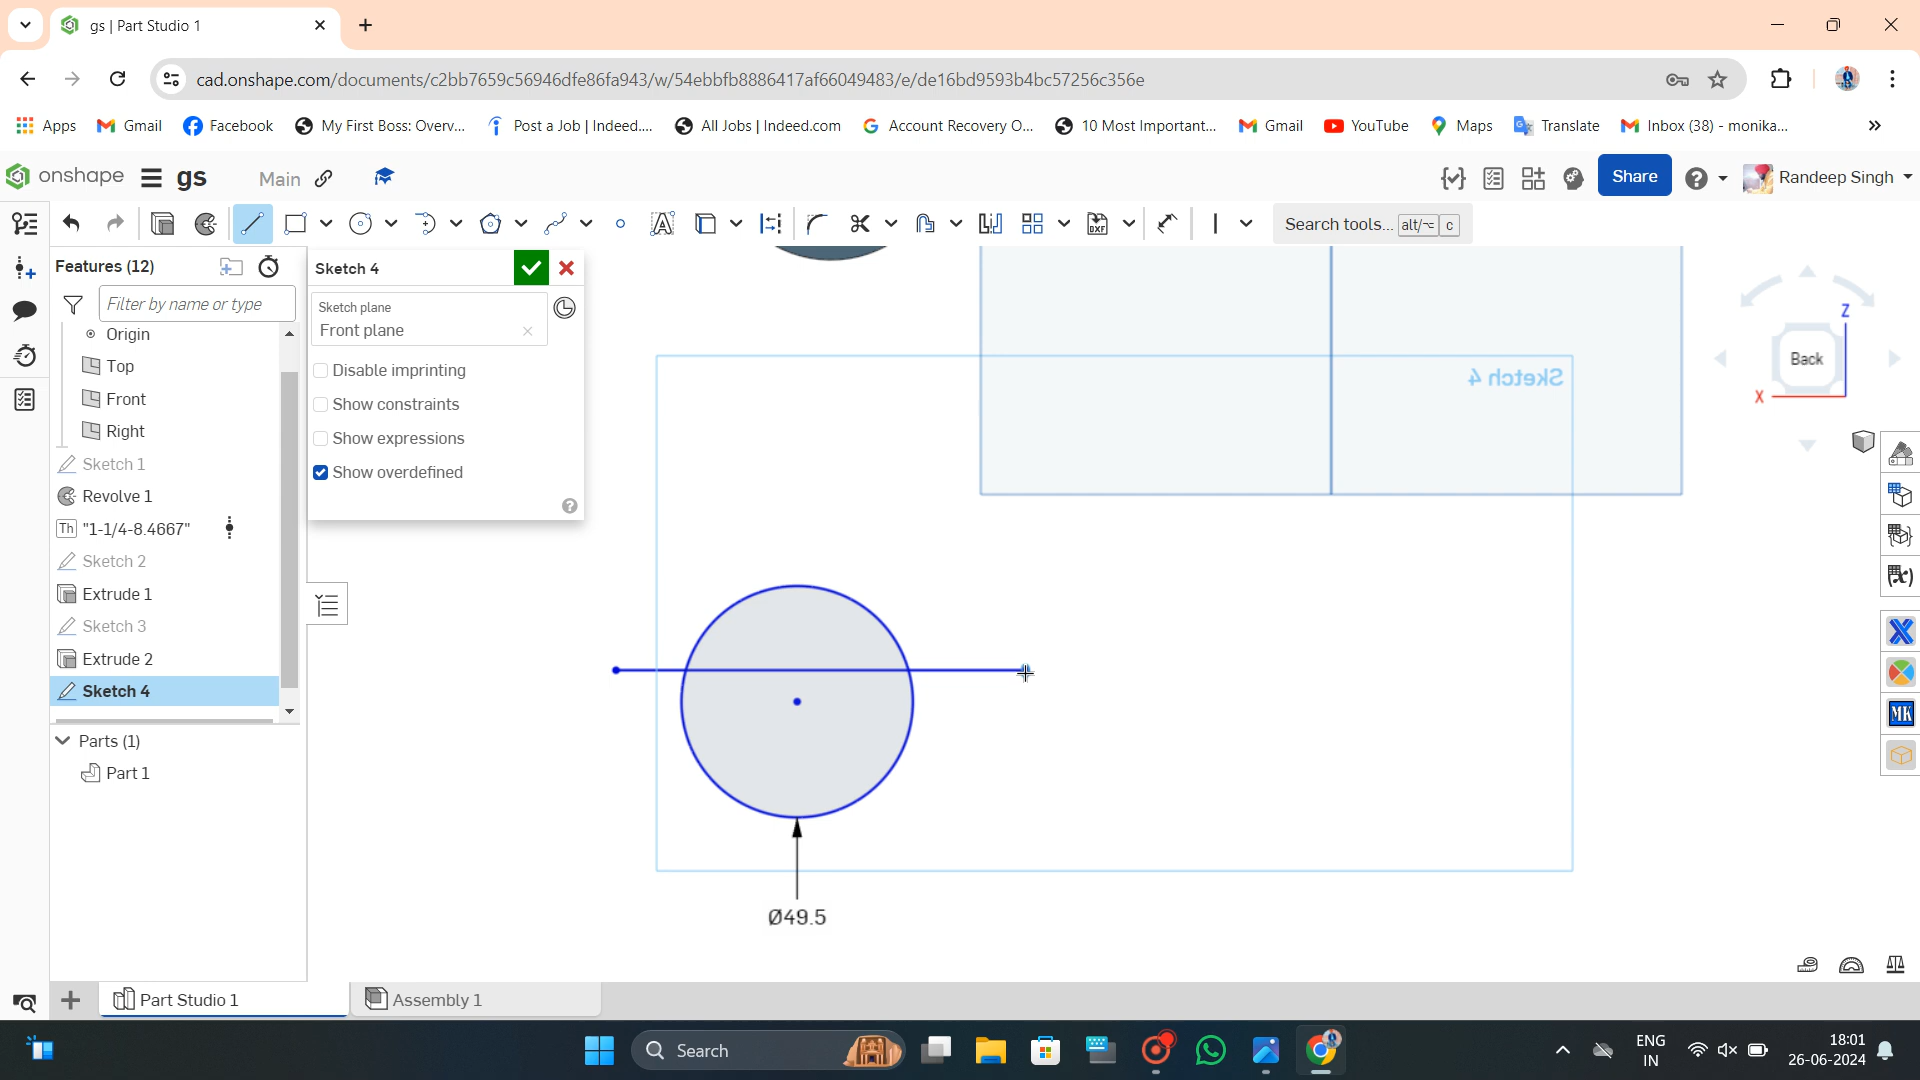 gs | Part Studio 1
cad.onshape.com/documents/c2bb7659c56946dfe86fa943/w/54ebbfb8886417af66049483/e/de16bd9593b4bc57256c356e
Apps Gmail Facebook My First Boss: Overv... Post a Job | Indeed.... All Jobs | Indeed.com Account Recovery O... 10 Most Important... Gmail YouTube Maps Translate Inbox (38) - monika...
onshape gs Main Share Randeep Singh
Search tools... alt/⌥ c
Features (12)
Filter by name or type
Origin
Top
Front
Right
Sketch 1
Revolve 1
Th "1-1/4-8.4667"
Sketch 2
Extrude 1
Sketch 3
Extrude 2
Sketch 4
Parts (1)
Part 1
Sketch 4
Sketch plane
Front plane
Disable imprinting
Show constraints
Show expressions
Show overdefined
Sketch 4
Z
Back
X
Ø49.5
MK
(x)
DXF
Part Studio 1 Assembly 1
Search
ENG
IN
18:01
26-06-2024